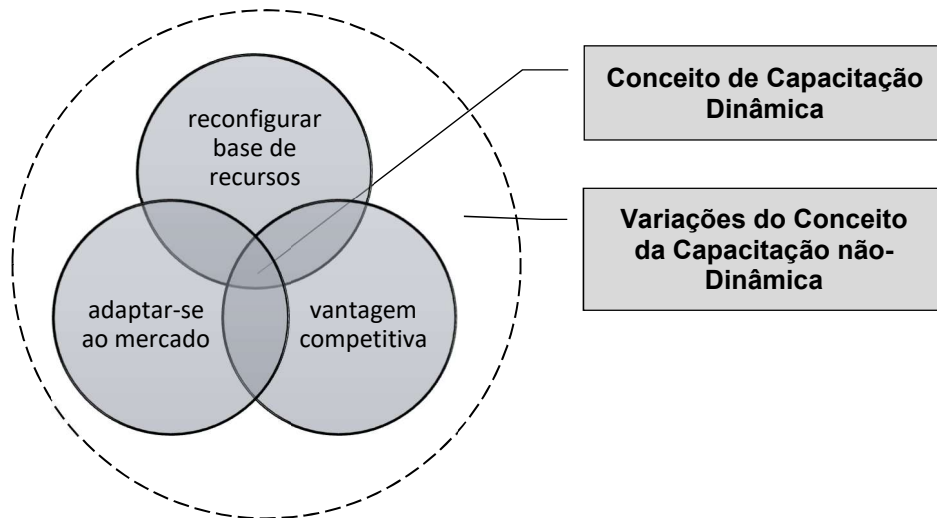 reconfigurar
base de
recursos
adaptar-se
ao mercado
vantagem
competitiva
Conceito de Capacitação
Dinâmica
Variações do Conceito
da Capacitação não-
Dinâmica